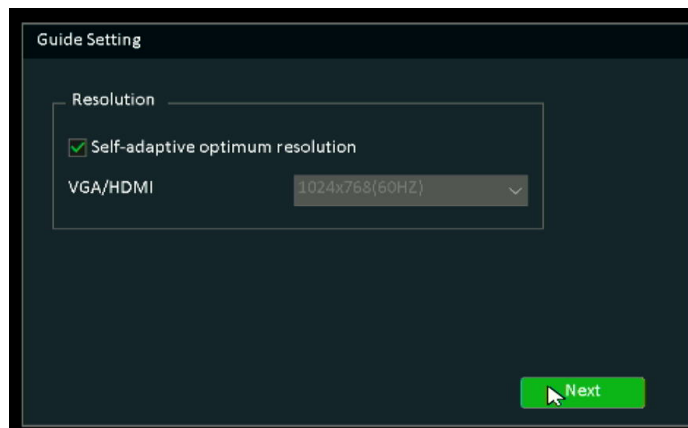 Guide Setting
Resolution
Self-adaptive optimum resolution
VGA/HDMI 1024x768(60HZ)
Next